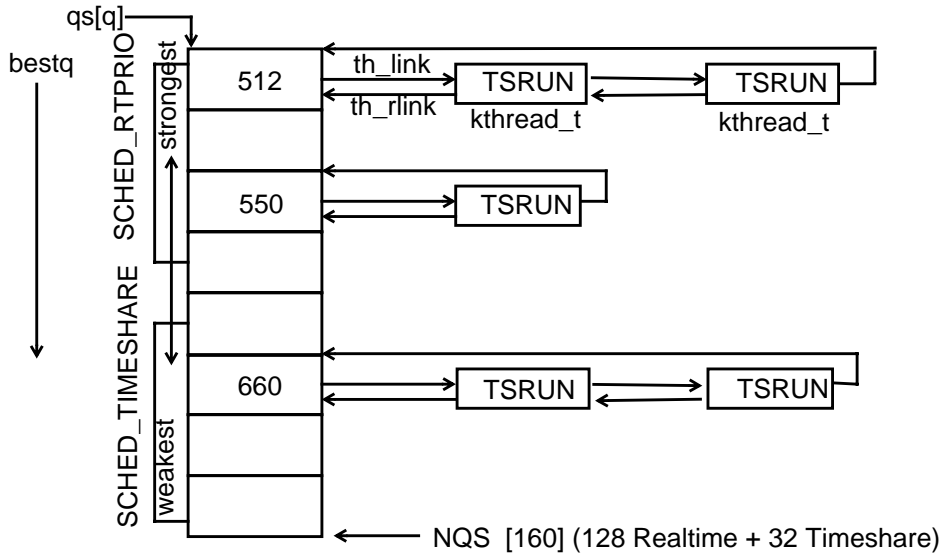 qs[q]
bestq
SCHED_RTPRIO
strongest
512
th_link
th_rlink
TSRUN
kthread_t
TSRUN
kthread_t
550
TSRUN
SCHED_TIMESHARE
weakest
660
TSRUN
TSRUN
NQS [160] (128 Realtime + 32 Timeshare)